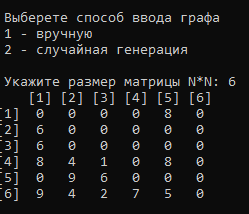 Выберете способ ввода графа
1 - вручную
2 - случайная генерация
Укажите размер матрицы N*N: 6
[1] [2] [3] [4] [5] [6]
[1] 0 0 0 0 8 0
[2] 6 0 0 0 0 0
[3] 6 0 0 0 0 0
[4] 8 4 1 0 8 0
[5] 0 9 6 0 0 0
[6] 9 4 2 7 5 0